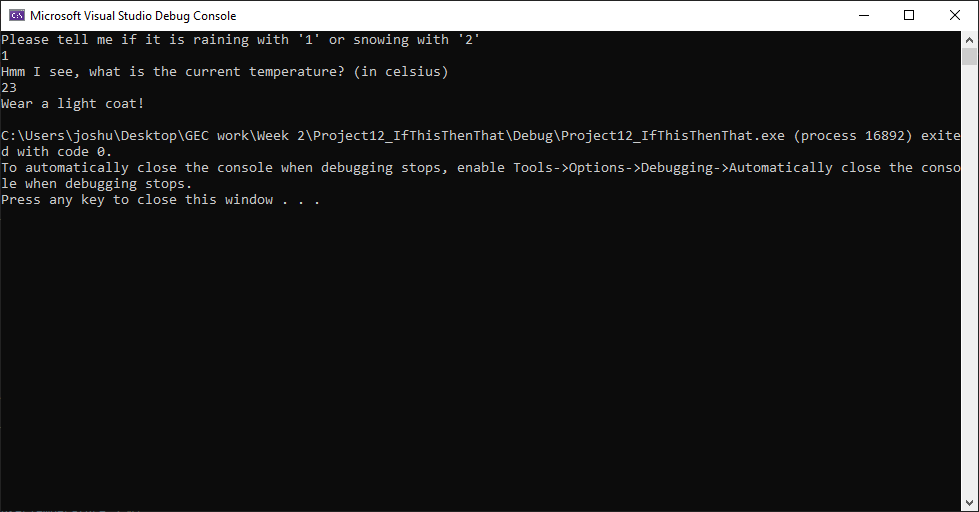 Microsoft Visual Studio Debug Console
Please tell me if it is raining with '1' or snowing with '2'
1
Hmm I see, what is the current temperature? (in celsius)
23
Wear a light coat!
C:\Users\joshu\Desktop\GEC work\Week 2\Project12_IfThisThenThat\Debug\Project12_IfThisThenThat.exe (process 16892) exite
d with code 0.
To automatically close the console when debugging stops, enable Tools->Options->Debugging->Automatically close the conso
le when debugging stops.
Press any key to close this window . . .